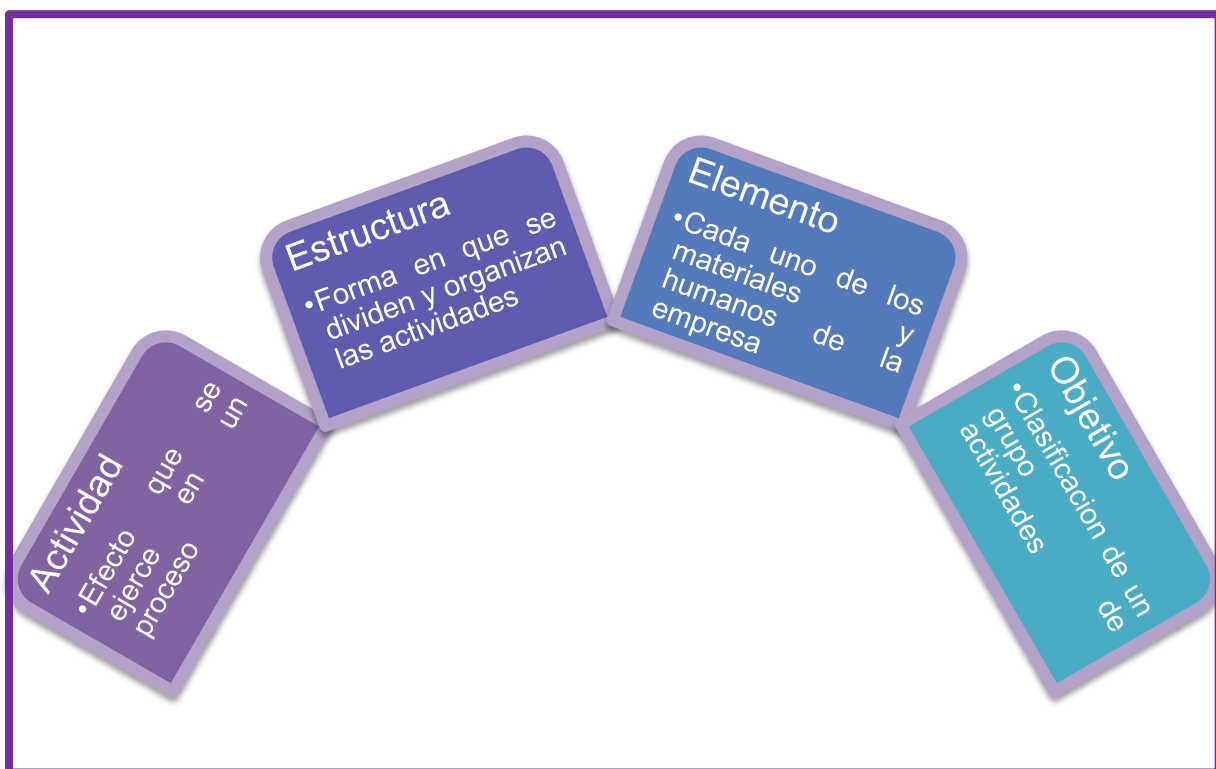 Actividad
•Efecto que se
ejerce en un
proceso
Estructura
•Forma en que se
dividen y organizan
las actividades
Elemento
•Cada uno de los
materiales y
humanos de la
empresa
Objetivo
•Clasificacion de un
grupo de
actividades